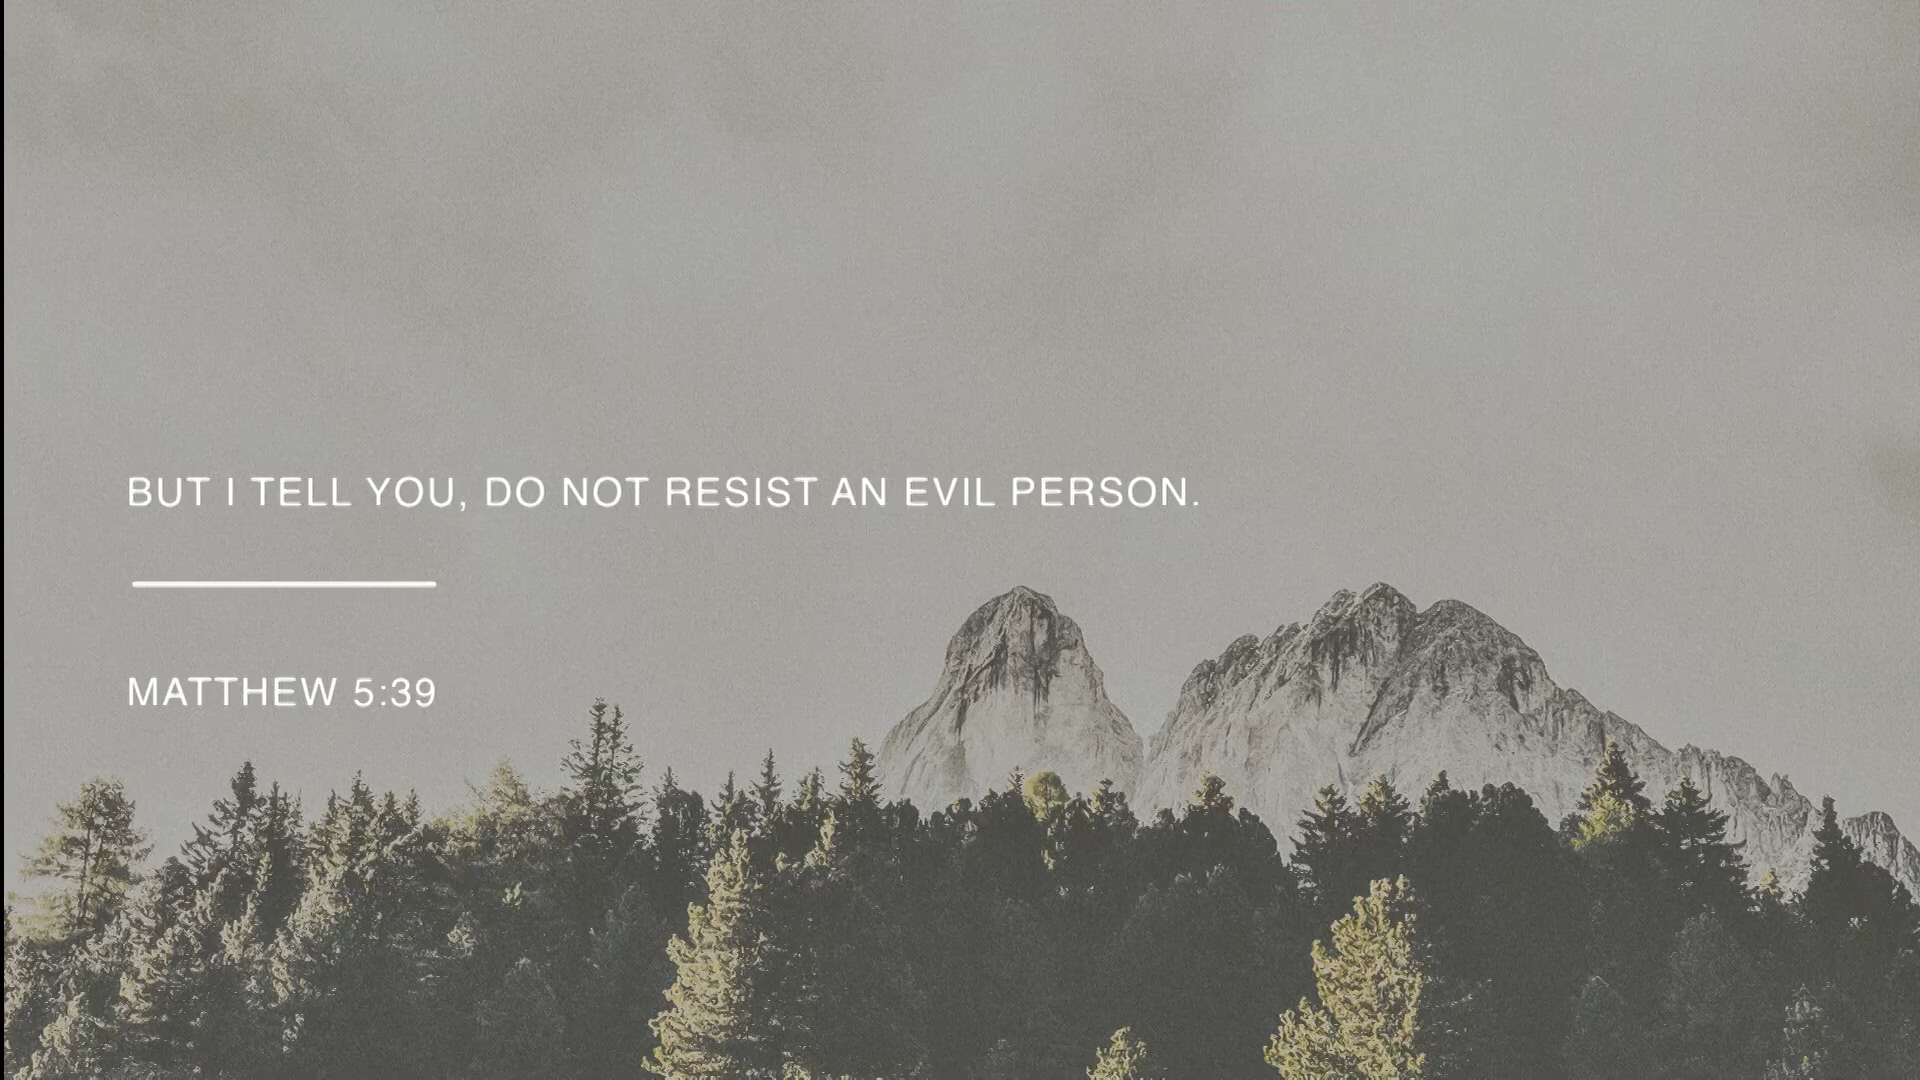 BUT I TELL YOU, DO NOT RESIST AN EVIL PERSON.
MATTHEW 5:39